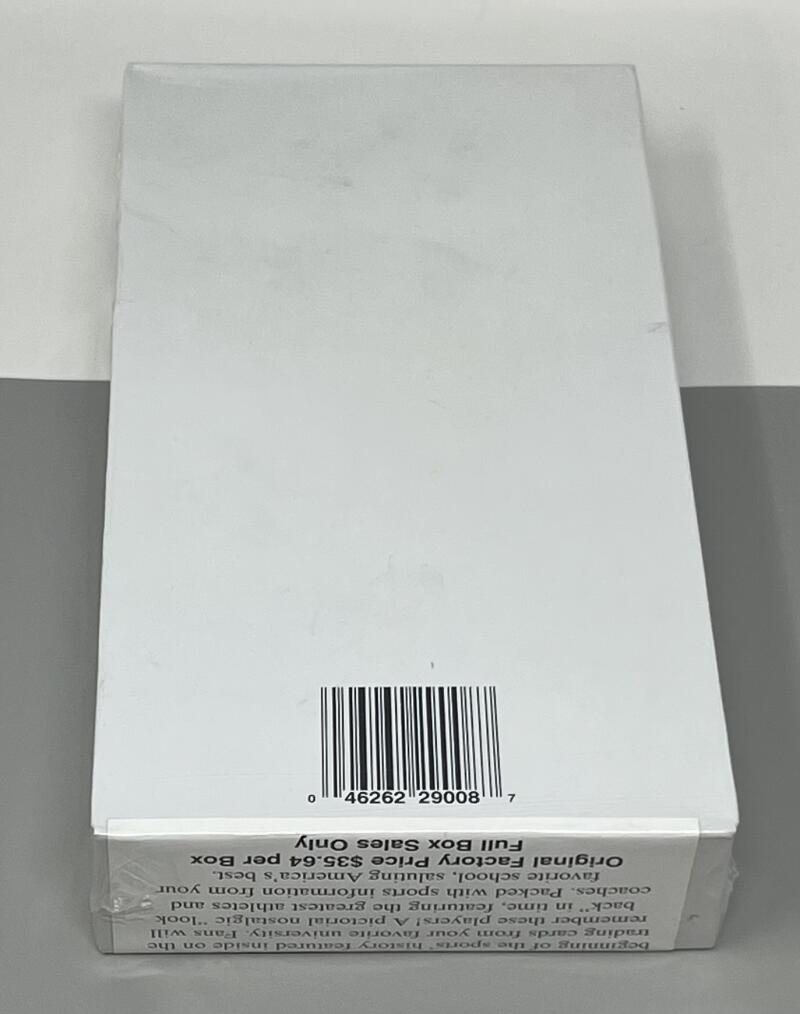 0 46262 29008 7
beginning of the sports' history featured inside on the
trading cards from your favorite university. Fans will
remember these players! A pictorial nostalgic "look
back" in time, featuring the greatest athletes and
coaches. Packed with sports information from your
favorite school, saluting, America's best.
Original Factory Price $35.64 per Box
Full Box Sales Only